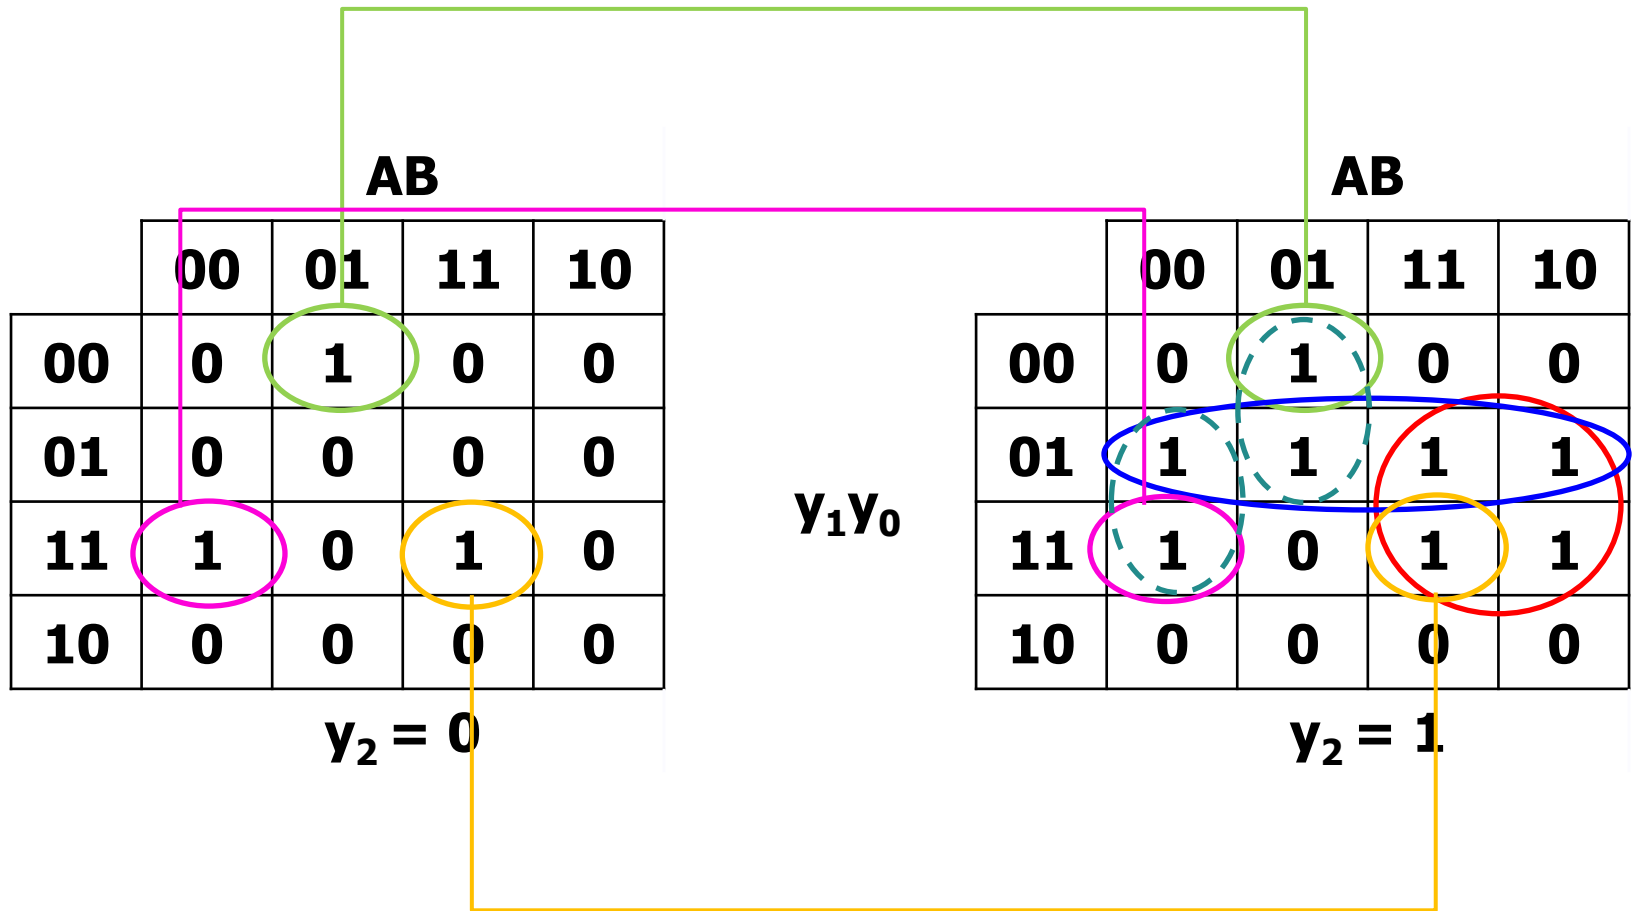 AB
00 01 11 10
00 0 1 0 0
01 0 0 0 0
11 1 0 1 0
10 0 0 0 0
y₂ = 0
y₁y₀
AB
00 01 11 10
00 0 1 0 0
01 1 1 1 1
11 1 0 1 1
10 0 0 0 0
y₂ = 1